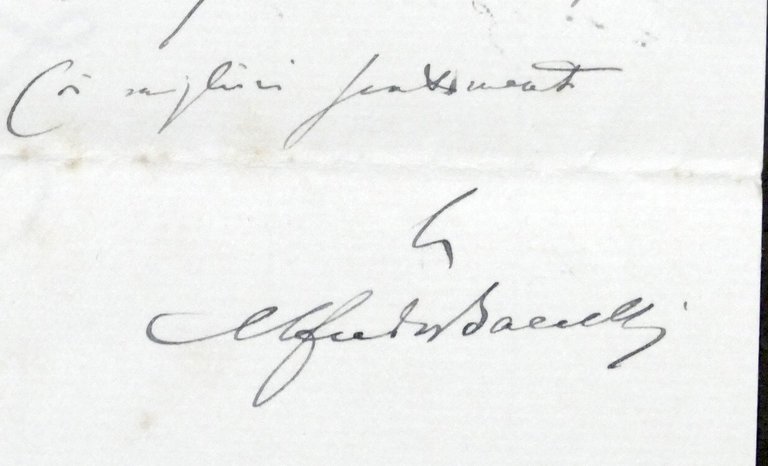 Coi migliori sentimenti
Alfredo Baccelli